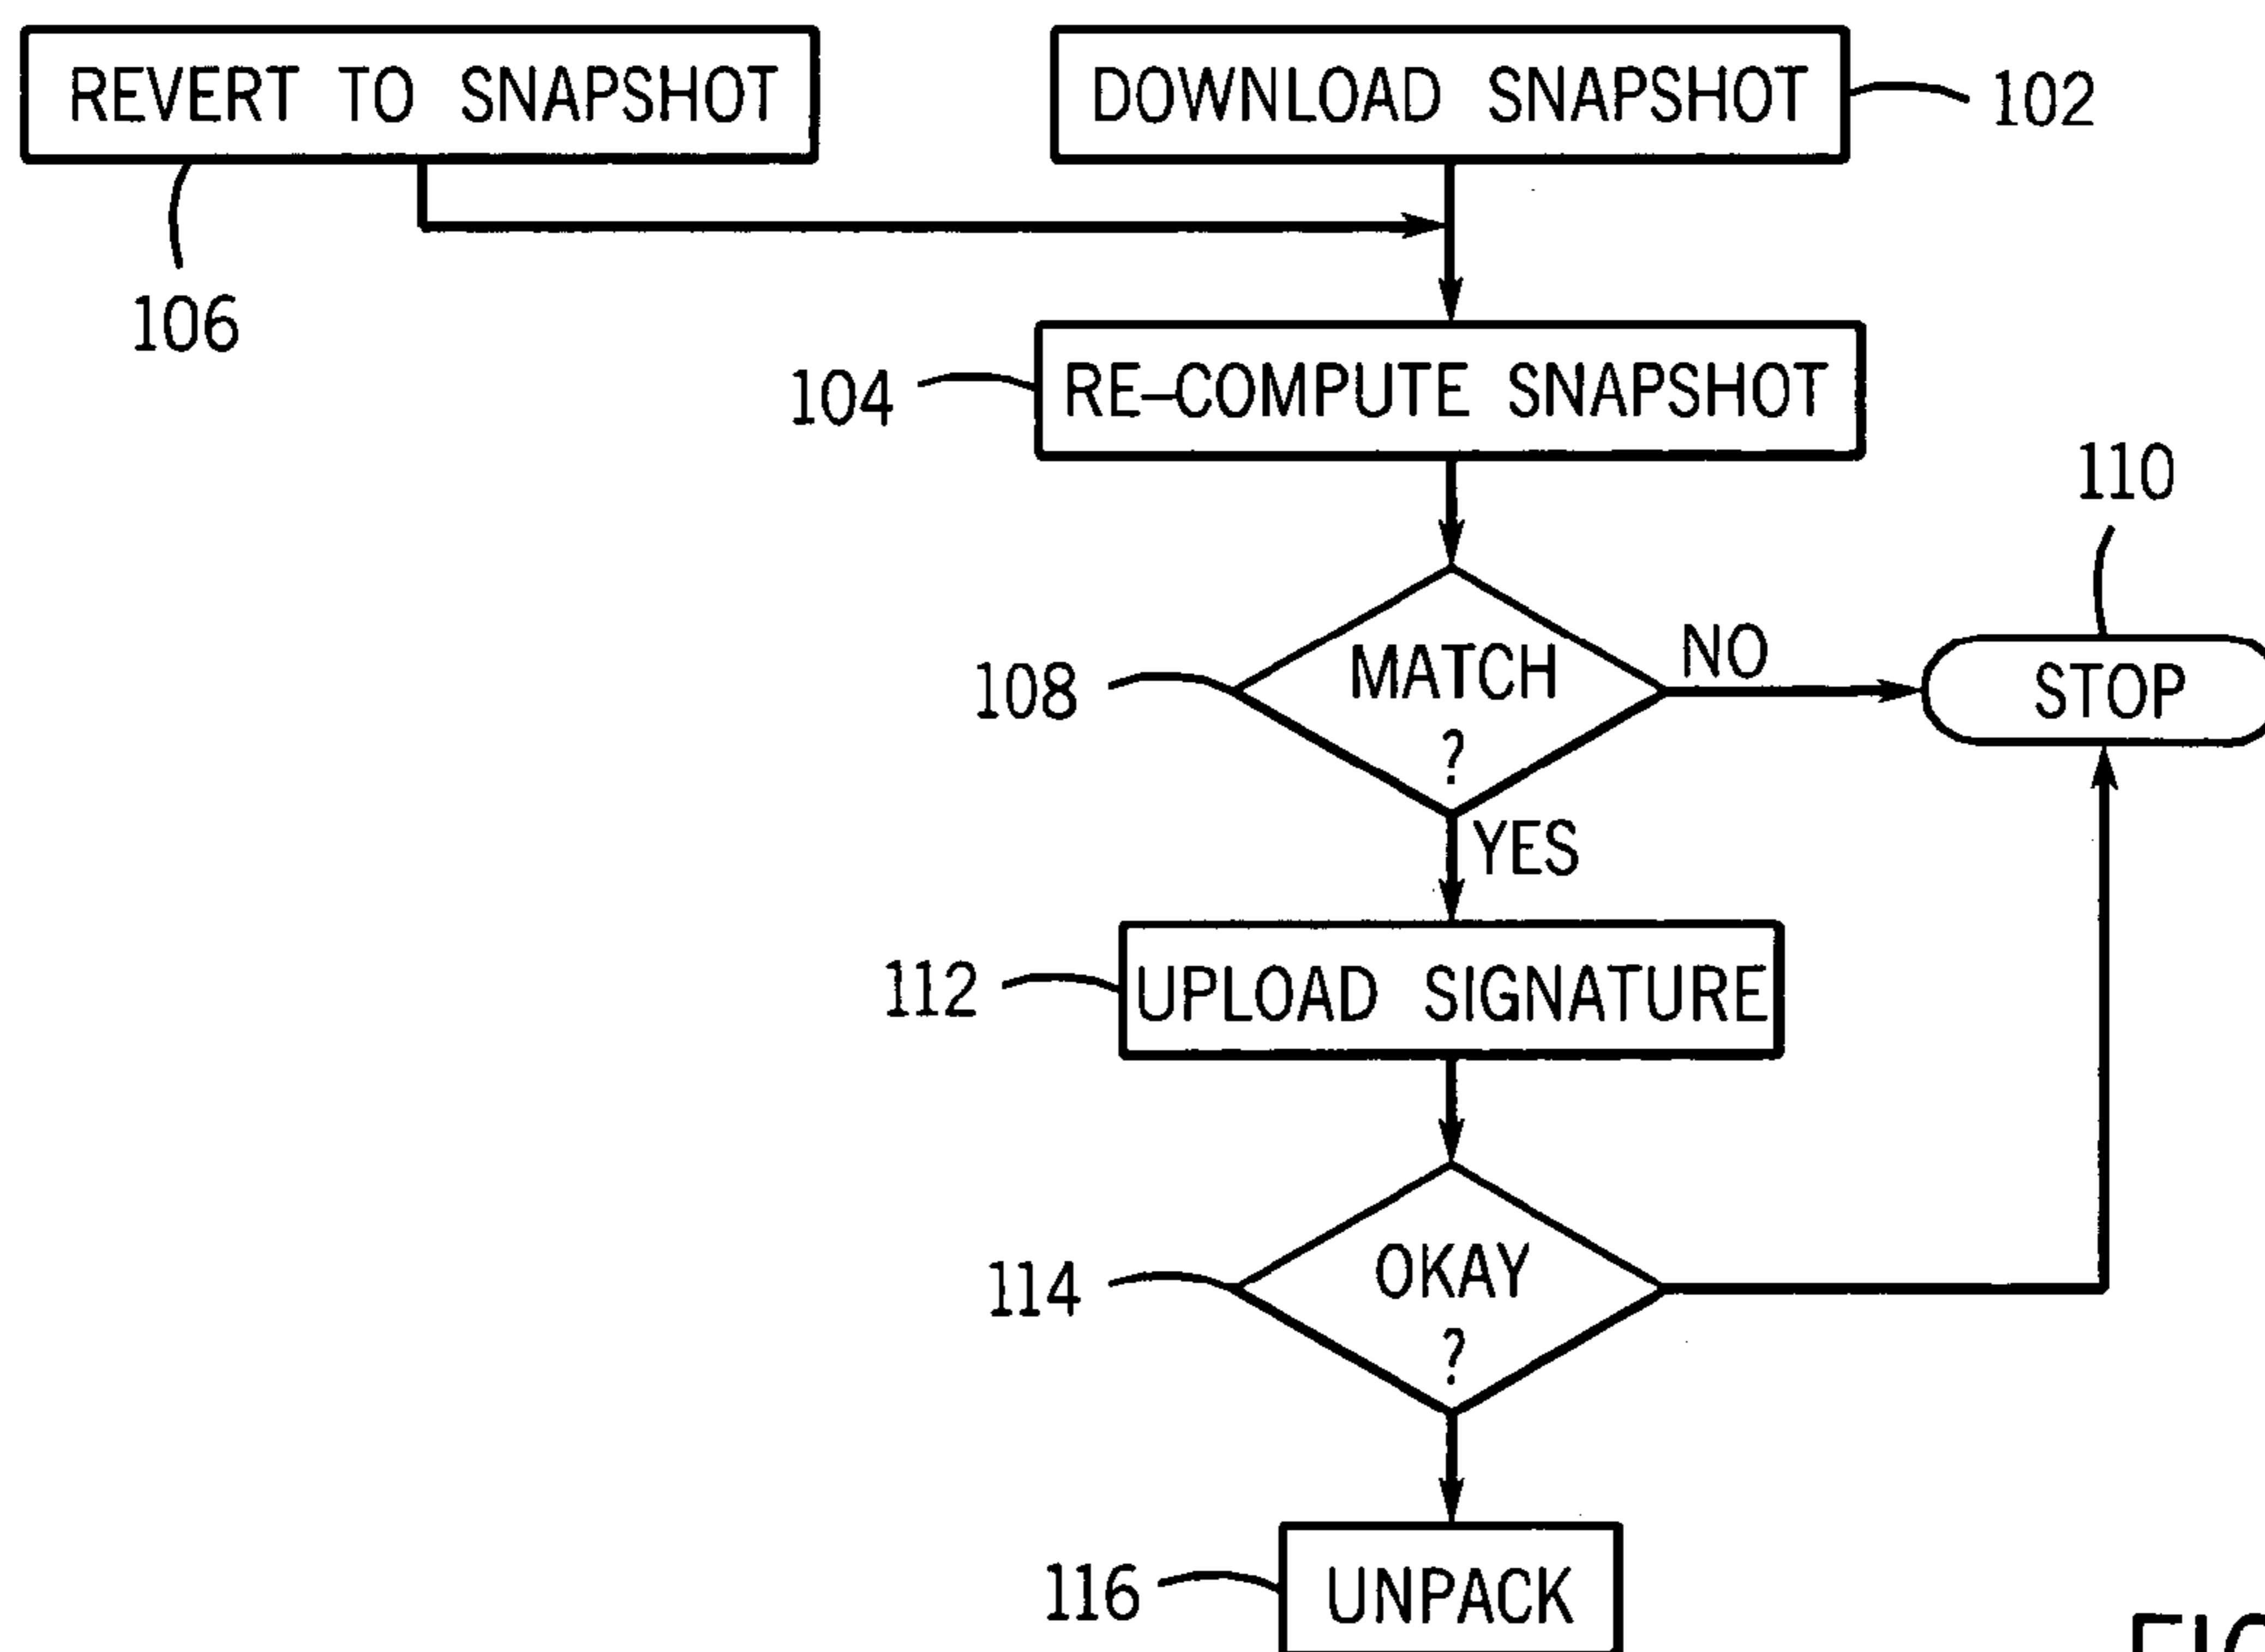 REVERT TO SNAPSHOT
DOWNLOAD SNAPSHOT
102
106
104
RE-COMPUTE SNAPSHOT
110
108
MATCH
?
NO
STOP
YES
112
UPLOAD SIGNATURE
114
OKAY
?
116
UNPACK